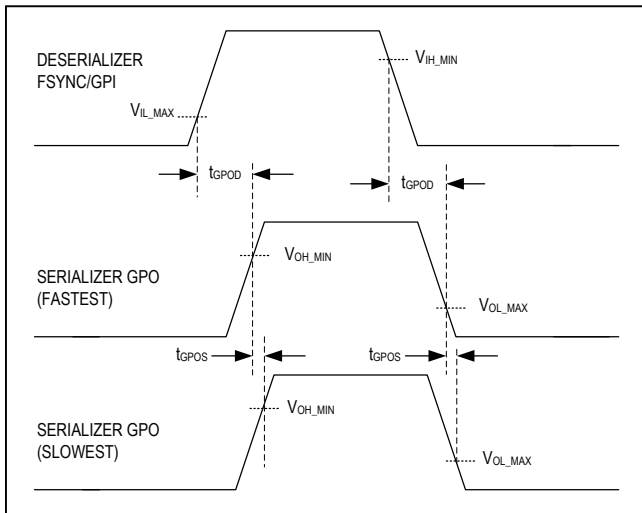 DESERIALIZER
FSYNC/GPI
VIH_MIN
VIL_MAX
tGPOD
tGPOD
SERIALIZER GPO
(FASTEST)
VOH_MIN
VOL_MAX
tGPOS
tGPOS
SERIALIZER GPO
(SLOWEST)
VOH_MIN
VOL_MAX